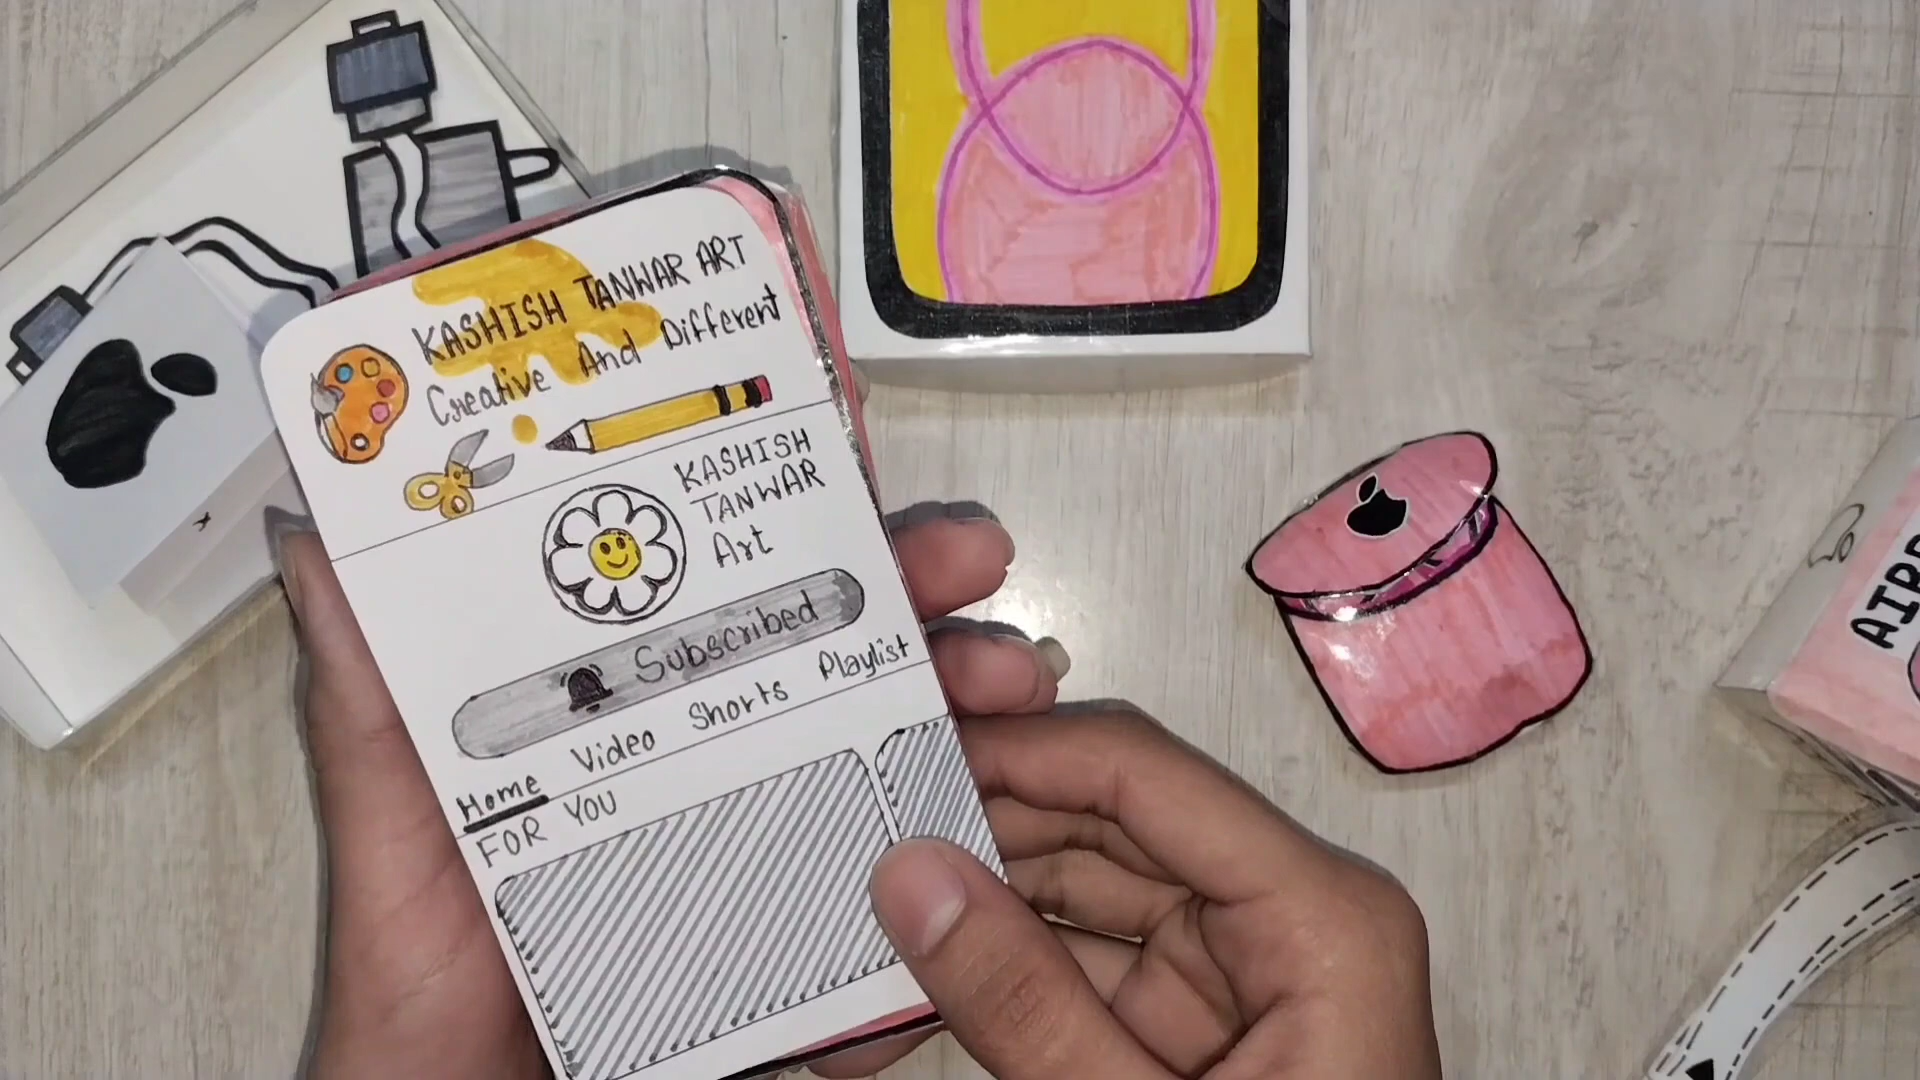 KASHISH TANWAR ART
Creative And Different
KASHISH
TANWAR
Art
Subscribed
Home Video Shorts Playlist
FOR YOU